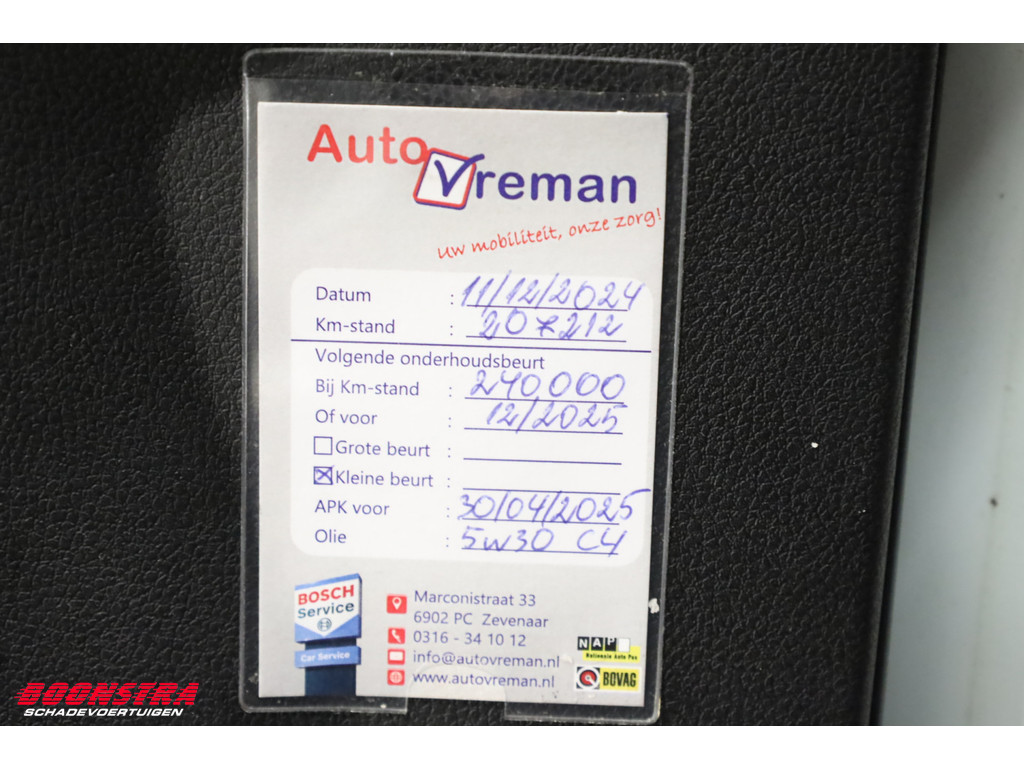 Auto Vreman
Uw mobiliteit, onze zorg!
Datum : 11/12/2024
Km-stand : 207212
Volgende onderhoudsbeurt
Bij Km-stand : 240.000
Of voor : 12/2025
Grote beurt :
Kleine beurt :
APK voor : 30/04/2025
Olie : 5w30 C4
BOSCH
Service
Car Service
Marconistraat 33
6902 PC Zevenaar
0316 - 34 10 12
info@autovreman.nl
www.autovreman.nl
NAP
Nationale Auto Pas
BOVAG
BOONSTRA
SCHADEVOERTUIGEN